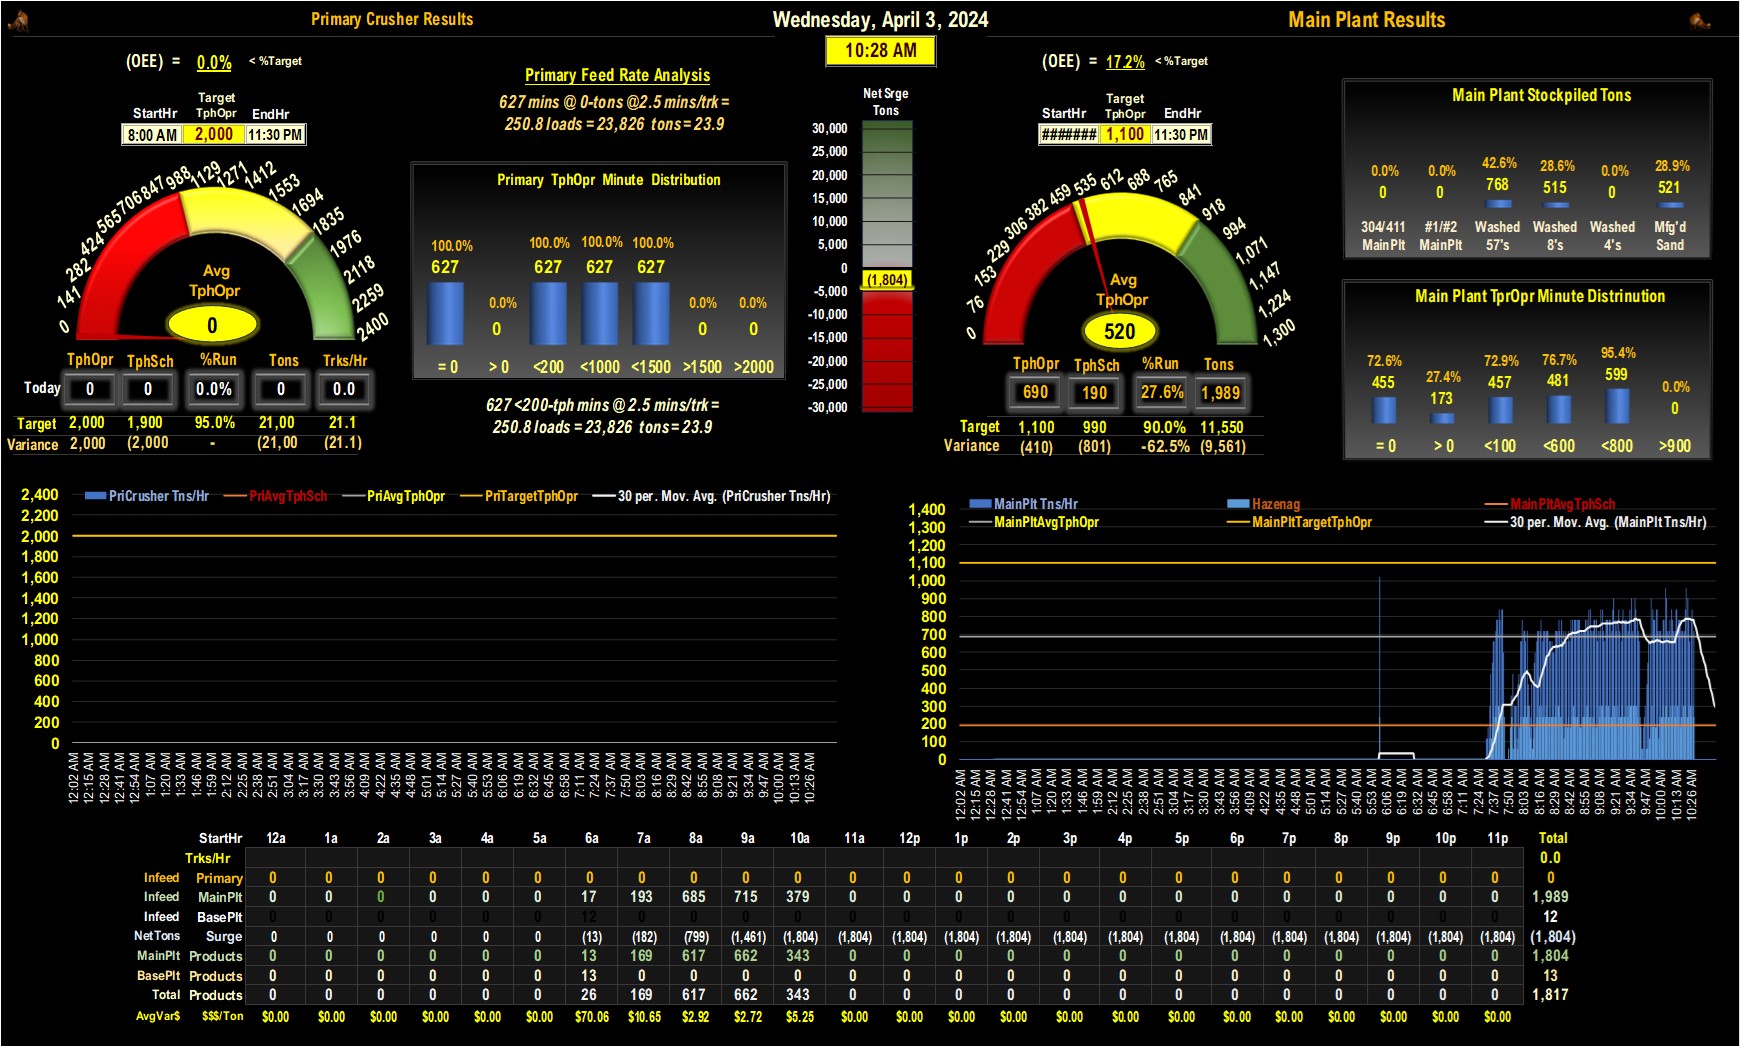 Primary Crusher Results
Wednesday, April 3, 2024
Main Plant Results
10:28 AM
(OEE) = 0.0% < %Target
Target
StartHr TphOpr EndHr
8:00 AM 2,000 11:30 PM
0 141 282 424 565 706 847 988 1129 1271 1412 1553 1694 1835 1976 2118 2259 2400
Avg
TphOpr
0
TphOpr TphSch %Run Tons Trks/Hr
Today 0 0 0.0% 0 0.0
Target 2,000 1,900 95.0% 21,00 21.1
Variance 2,000 (2,000 - (21,00 (21.1)
Primary Feed Rate Analysis
627 mins @ 0-tons @2.5 mins/trk =
250.8 loads = 23,826 tons = 23.9
Primary TphOpr Minute Distribution
100.0% 0.0% 100.0% 100.0% 100.0% 0.0% 0.0%
627 0 627 627 627 0 0
= 0 > 0 <200 <1000 <1500 >1500 >2000
627 <200-tph mins @ 2.5 mins/trk =
250.8 loads = 23,826 tons = 23.9
Net Srge
Tons
30,000
25,000
20,000
15,000
10,000
5,000
0
(1,804)
-5,000
-10,000
-15,000
-20,000
-25,000
-30,000
(OEE) = 17.2% < %Target
Target
StartHr TphOpr EndHr
####### 1,100 11:30 PM
0 76 153 229 306 382 459 535 612 688 765 841 918 994 1,071 1,147 1,224 1,300
Avg
TphOpr
520
TphOpr TphSch %Run Tons
690 190 27.6% 1,989
Target 1,100 990 90.0% 11,550
Variance (410) (801) -62.5% (9,561)
Main Plant Stockpiled Tons
0.0% 0.0% 42.6% 28.6% 0.0% 28.9%
0 0 768 515 0 521
304/411 #1/#2 Washed Washed Washed Mfg'd
MainPlt MainPlt 57's 8's 4's Sand
Main Plant TprOpr Minute Distrinution
72.6% 27.4% 72.9% 76.7% 95.4% 0.0%
455 173 457 481 599 0
= 0 > 0 <100 <600 <800 >900
PriCrusher Tns/Hr PriAvgTphSch PriAvgTphOpr PriTargetTphOpr 30 per. Mov. Avg. (PriCrusher Tns/Hr)
2,400
2,200
2,000
1,800
1,600
1,400
1,200
1,000
800
600
400
200
0
12:02 AM 12:15 AM 12:28 AM 12:41 AM 12:54 AM 1:07 AM 1:20 AM 1:33 AM 1:46 AM 1:59 AM 2:12 AM 2:25 AM 2:38 AM 2:51 AM 3:04 AM 3:17 AM 3:30 AM 3:43 AM 3:56 AM 4:09 AM 4:22 AM 4:35 AM 4:48 AM 5:01 AM 5:14 AM 5:27 AM 5:40 AM 5:53 AM 6:06 AM 6:19 AM 6:32 AM 6:45 AM 6:58 AM 7:11 AM 7:24 AM 7:37 AM 7:50 AM 8:03 AM 8:16 AM 8:29 AM 8:42 AM 8:55 AM 9:08 AM 9:21 AM 9:34 AM 9:47 AM 10:00 AM 10:13 AM 10:26 AM
MainPlt Tns/Hr Hazenag MainPltAvgTphSch
MainPltAvgTphOpr MainPltTargetTphOpr 30 per. Mov. Avg. (MainPlt Tns/Hr)
1,400
1,300
1,200
1,100
1,000
900
800
700
600
500
400
300
200
100
0
12:02 AM 12:15 AM 12:28 AM 12:41 AM 12:54 AM 1:07 AM 1:20 AM 1:33 AM 1:46 AM 1:59 AM 2:12 AM 2:25 AM 2:38 AM 2:51 AM 3:04 AM 3:17 AM 3:30 AM 3:43 AM 3:56 AM 4:09 AM 4:22 AM 4:35 AM 4:48 AM 5:01 AM 5:14 AM 5:27 AM 5:40 AM 5:53 AM 6:06 AM 6:19 AM 6:32 AM 6:45 AM 6:58 AM 7:11 AM 7:24 AM 7:37 AM 7:50 AM 8:03 AM 8:16 AM 8:29 AM 8:42 AM 8:55 AM 9:08 AM 9:21 AM 9:34 AM 9:47 AM 10:00 AM 10:13 AM 10:26 AM
StartHr 12a 1a 2a 3a 4a 5a 6a 7a 8a 9a 10a 11a 12p 1p 2p 3p 4p 5p 6p 7p 8p 9p 10p 11p Total
Trks/Hr 0.0
Infeed Primary 0 0 0 0 0 0 0 0 0 0 0 0 0 0 0 0 0 0 0 0 0 0 0 0 0
Infeed MainPlt 0 0 0 0 0 0 17 193 685 715 379 0 0 0 0 0 0 0 0 0 0 0 0 0 1,989
Infeed BasePlt 0 0 0 0 0 0 12 0 0 0 0 0 0 0 0 0 0 0 0 0 0 0 0 0 12
NetTons Surge 0 0 0 0 0 0 (13) (182) (799) (1,461) (1,804) (1,804) (1,804) (1,804) (1,804) (1,804) (1,804) (1,804) (1,804) (1,804) (1,804) (1,804) (1,804) (1,804) (1,804)
MainPlt Products 0 0 0 0 0 0 13 169 617 662 343 0 0 0 0 0 0 0 0 0 0 0 0 0 1,804
BasePlt Products 0 0 0 0 0 0 13 0 0 0 0 0 0 0 0 0 0 0 0 0 0 0 0 0 13
Total Products 0 0 0 0 0 0 26 169 617 662 343 0 0 0 0 0 0 0 0 0 0 0 0 0 1,817
AvgVar$ $$$/Ton $0.00 $0.00 $0.00 $0.00 $0.00 $0.00 $70.06 $10.65 $2.92 $2.72 $5.25 $0.00 $0.00 $0.00 $0.00 $0.00 $0.00 $0.00 $0.00 $0.00 $0.00 $0.00 $0.00 $0.00